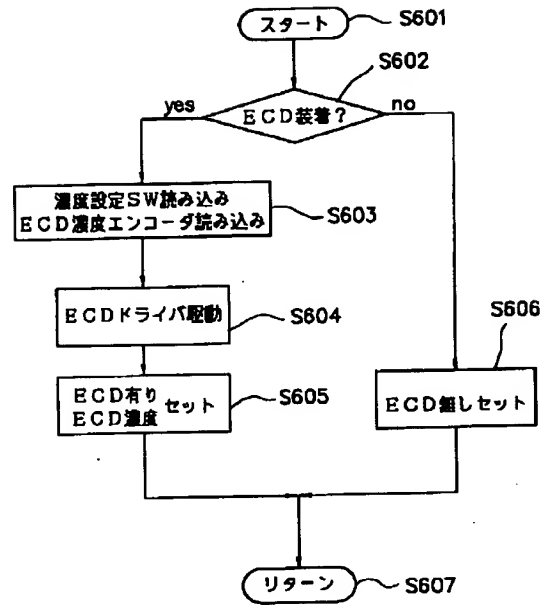 スタート
S601
S602
ECD装着？
yes
no
濃度設定SW読み込み
ECD濃度エンコーダ読み込み
S603
ECDドライバ駆動
S604
S606
ECD有り
ECD濃度
セット
S605
ECD無しセット
リターン
S607